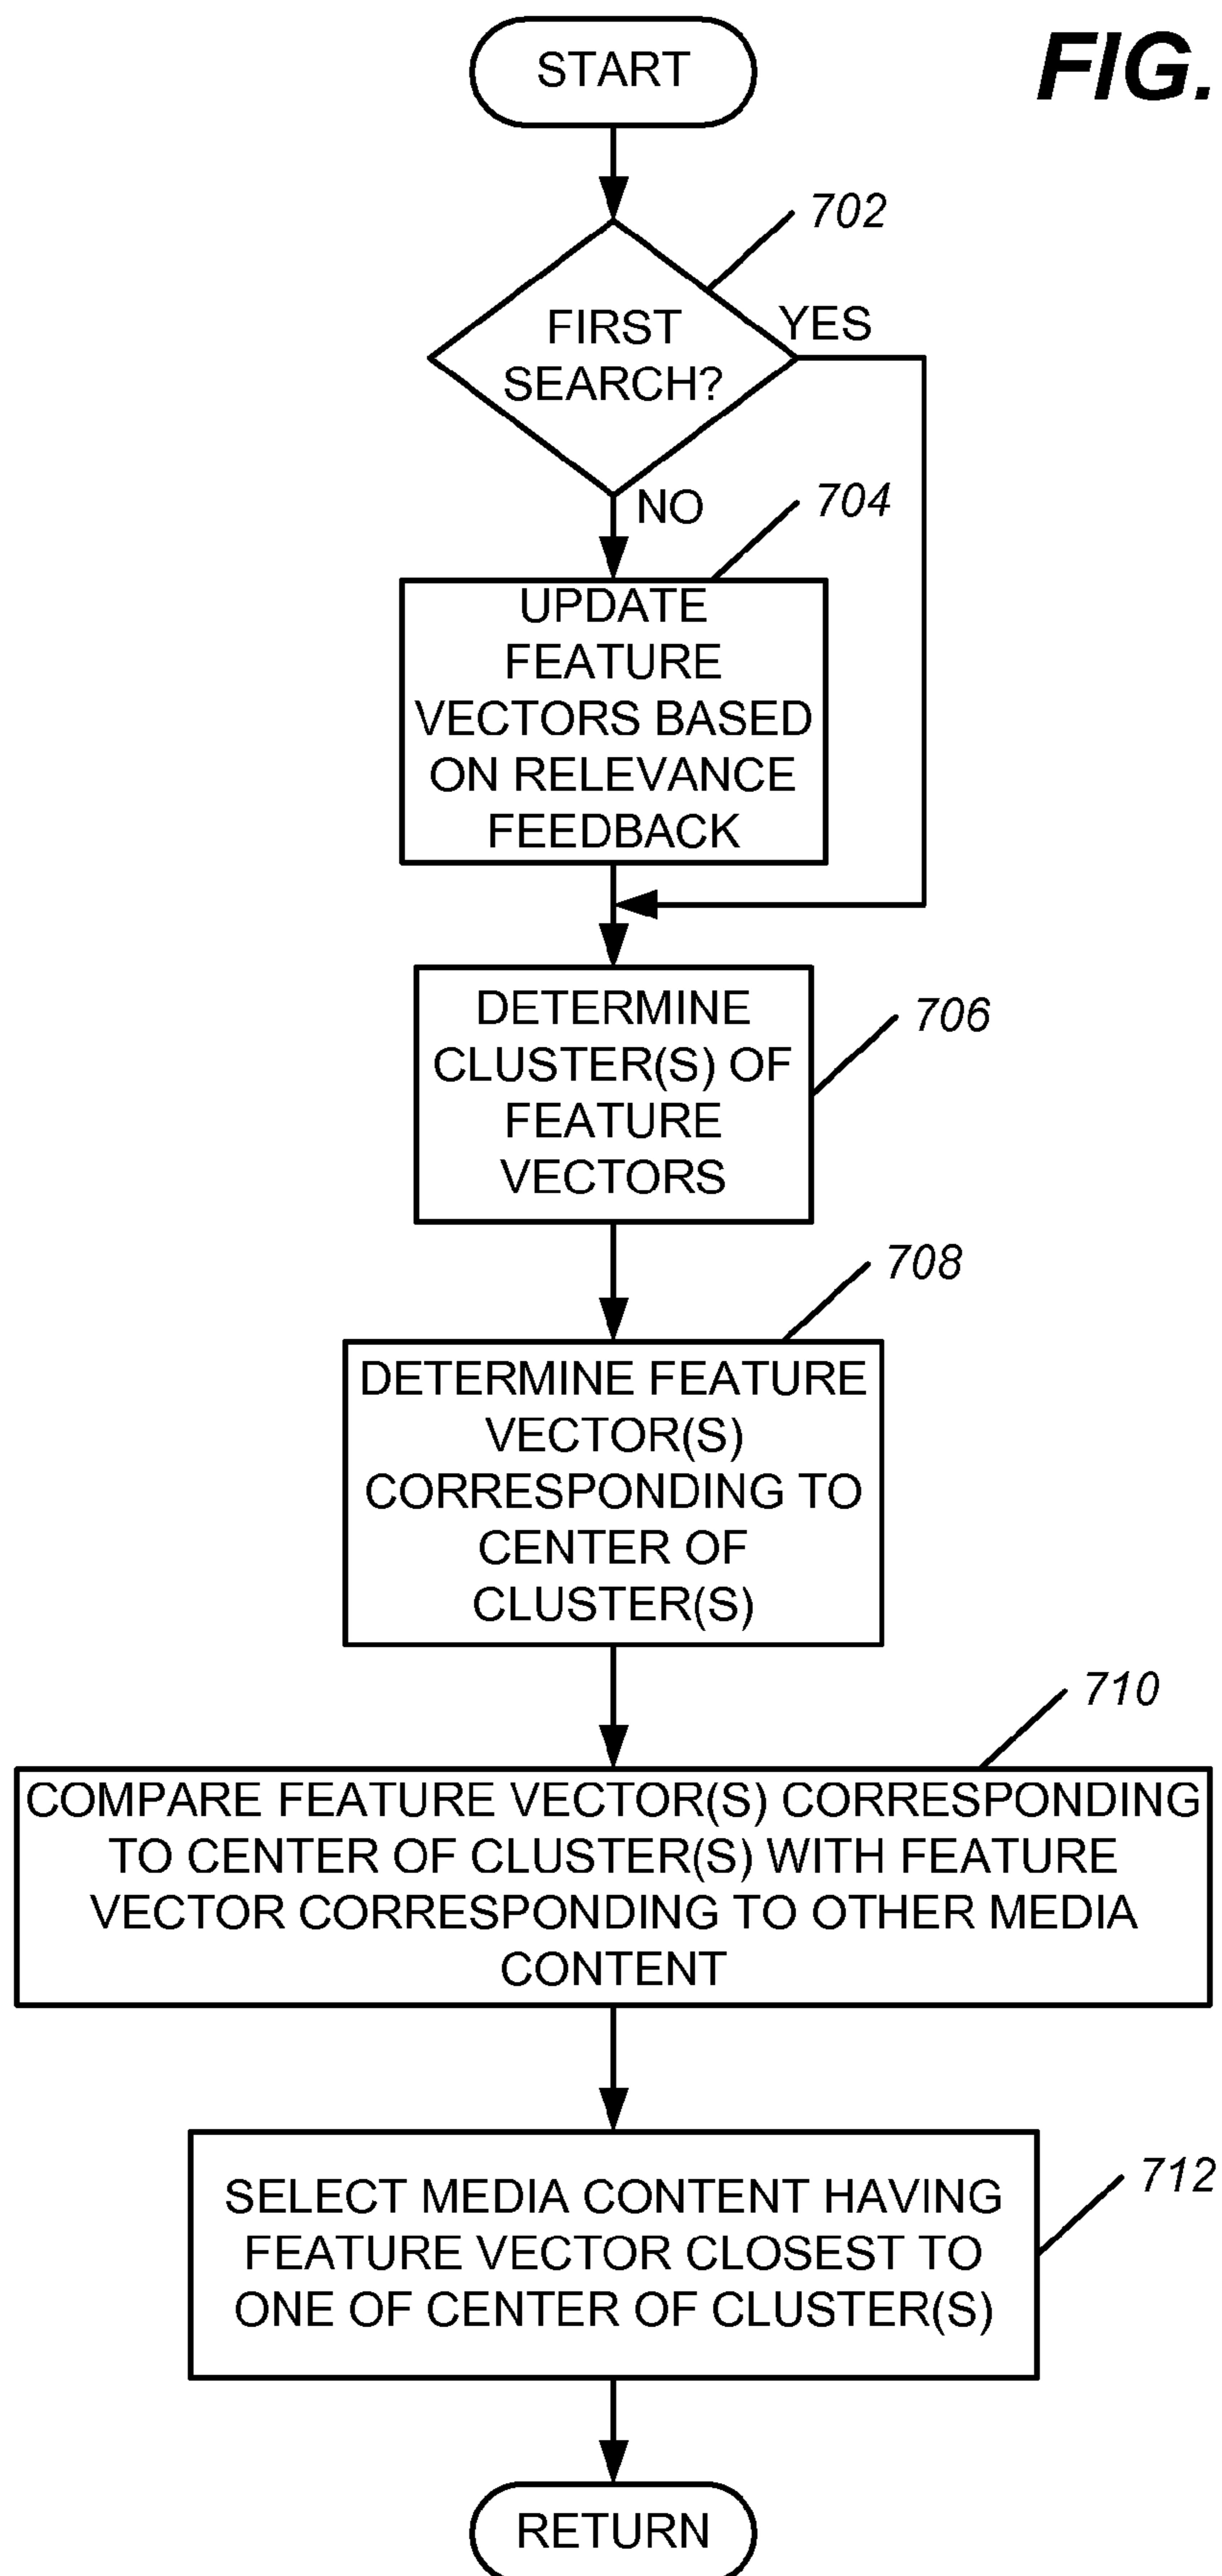 START
FIG.
702
FIRST
SEARCH?
YES
NO
704
UPDATE
FEATURE
VECTORS BASED
ON RELEVANCE
FEEDBACK
DETERMINE
CLUSTER(S) OF
FEATURE
VECTORS
706
708
DETERMINE FEATURE
VECTOR(S)
CORRESPONDING TO
CENTER OF
CLUSTER(S)
710
COMPARE FEATURE VECTOR(S) CORRESPONDING
TO CENTER OF CLUSTER(S) WITH FEATURE
VECTOR CORRESPONDING TO OTHER MEDIA
CONTENT
SELECT MEDIA CONTENT HAVING
FEATURE VECTOR CLOSEST TO
ONE OF CENTER OF CLUSTER(S)
712
RETURN